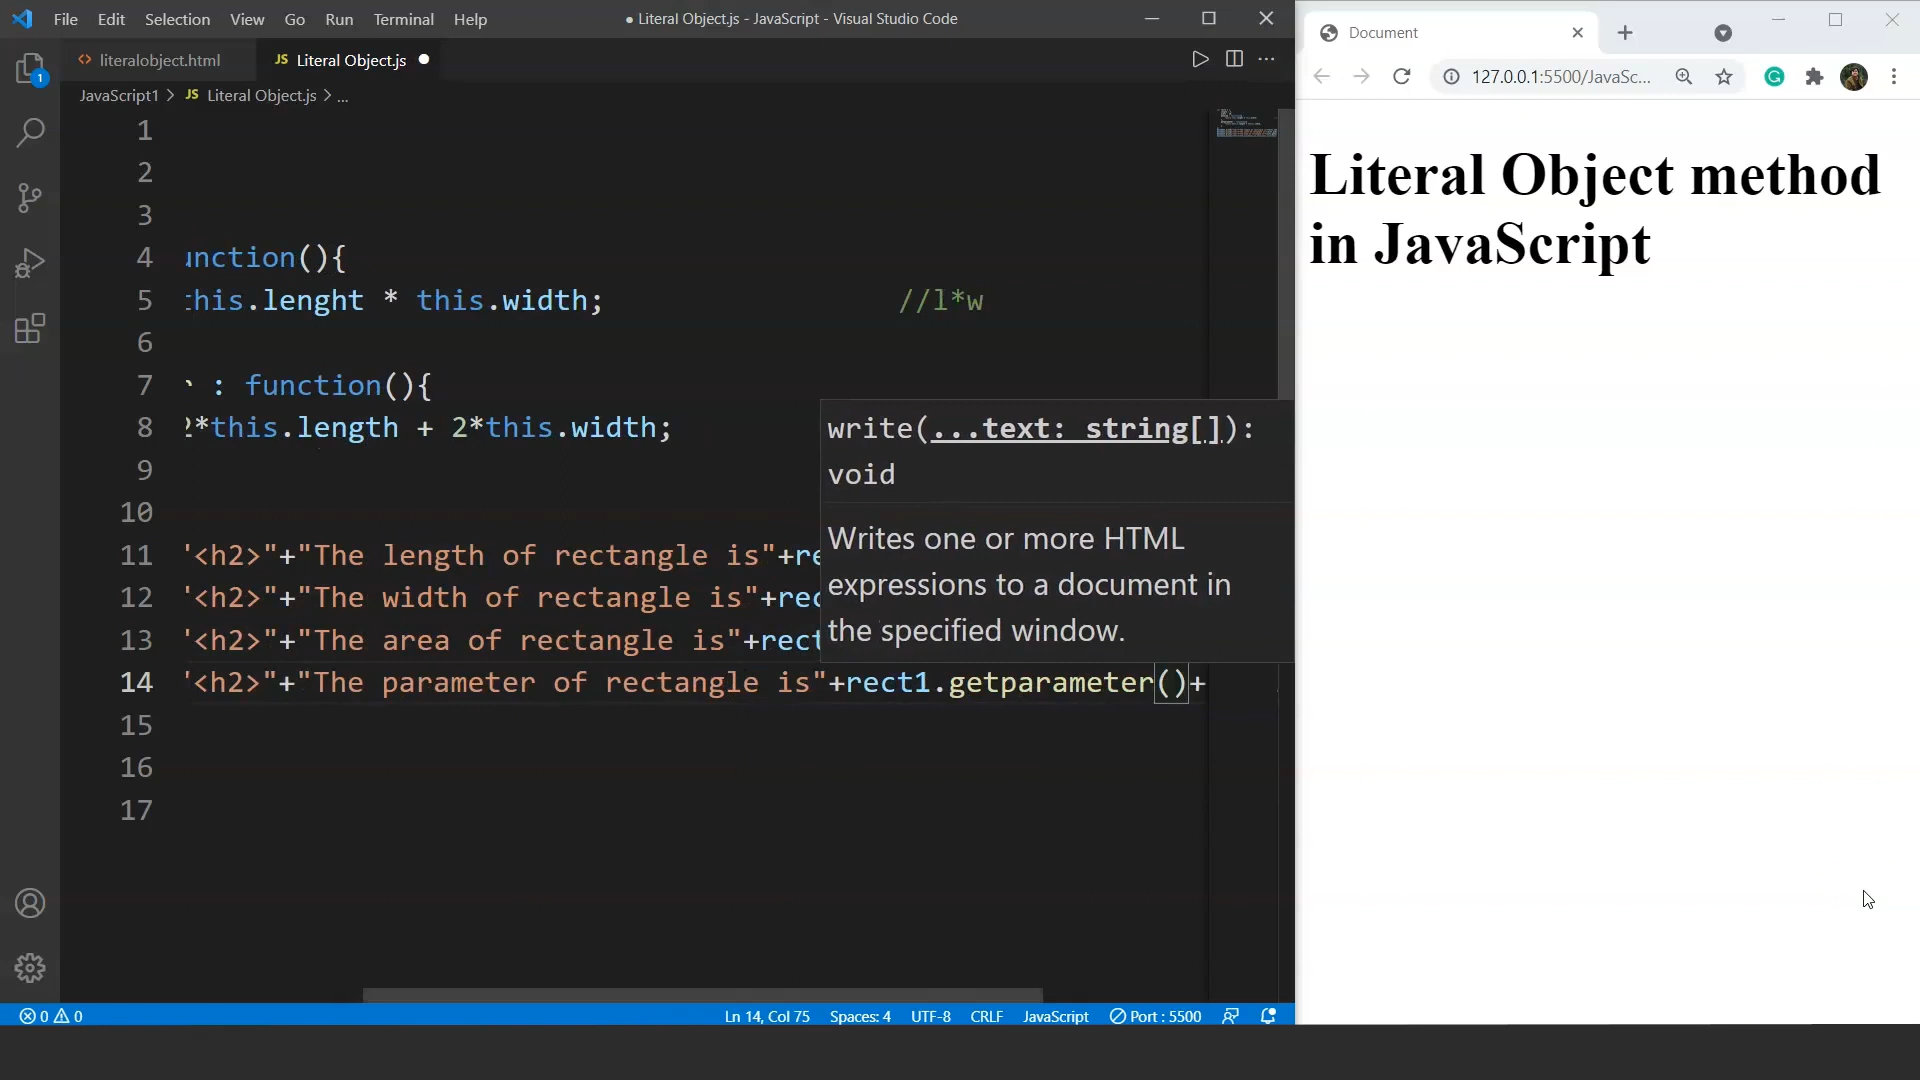 File Edit Selection View Go Run Terminal Help
● Literal Object.js - JavaScript - Visual Studio Code
Document
literalobject.html
JS Literal Object.js ●
127.0.0.1:5500/JavaSc...
JavaScript1 > JS Literal Object.js > ...
1
Literal Object method
in JavaScript
1
2
3
4 unction(){
5 this.lenght * this.width; //l*w
6
7 : function(){
8 2*this.length + 2*this.width;
9
10
11 "<h2>"+"The length of rectangle is"+re
12 "<h2>"+"The width of rectangle is"+rec
13 "<h2>"+"The area of rectangle is"+rect
14 "<h2>"+"The parameter of rectangle is"+rect1.getparameter()+
15
16
17
write(...text: string[]):
void
Writes one or more HTML
expressions to a document in
the specified window.
0 0
Ln 14, Col 75 Spaces: 4 UTF-8 CRLF JavaScript Port : 5500